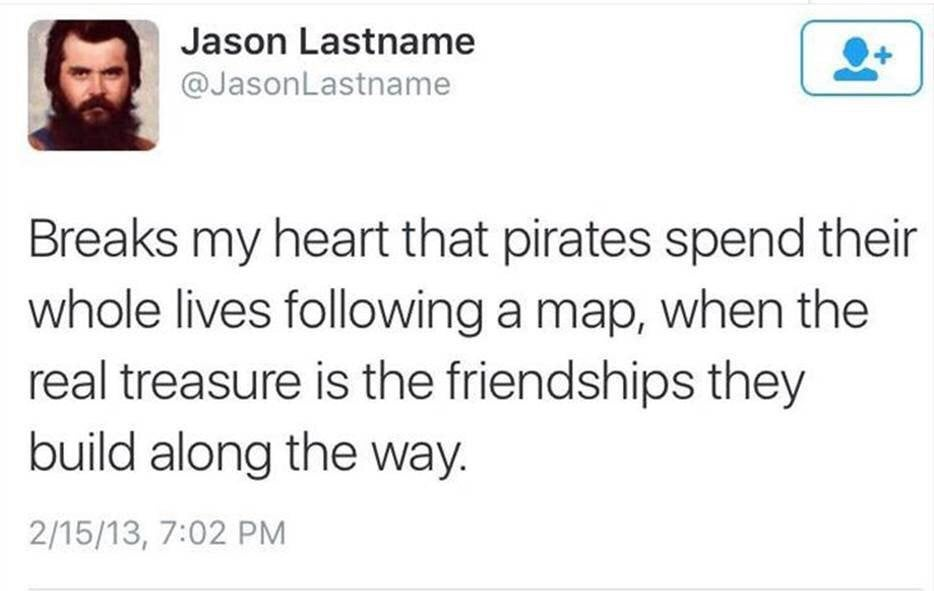 Jason Lastname
@JasonLastname
Breaks my heart that pirates spend their
whole lives following a map, when the
real treasure is the friendships they
build along the way.
2/15/13, 7:02 PM